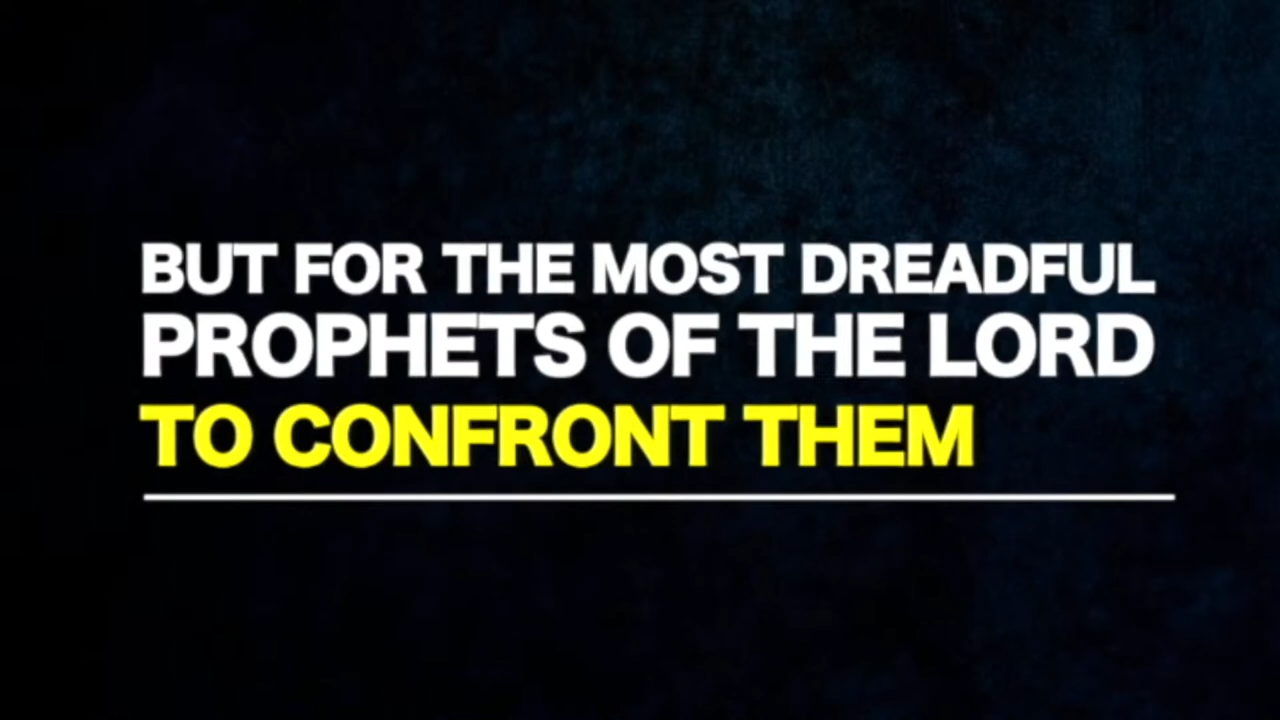 BUT FOR THE MOST DREADFUL
PROPHETS OF THE LORD
TO CONFRONT THEM